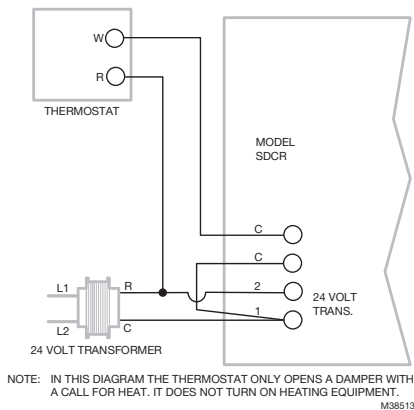 W
R
THERMOSTAT
MODEL
SDCR
C
C
2
1
24 VOLT
TRANS.
L1
R
L2
C
24 VOLT TRANSFORMER
NOTE: IN THIS DIAGRAM THE THERMOSTAT ONLY OPENS A DAMPER WITH
A CALL FOR HEAT. IT DOES NOT TURN ON HEATING EQUIPMENT.
M38513